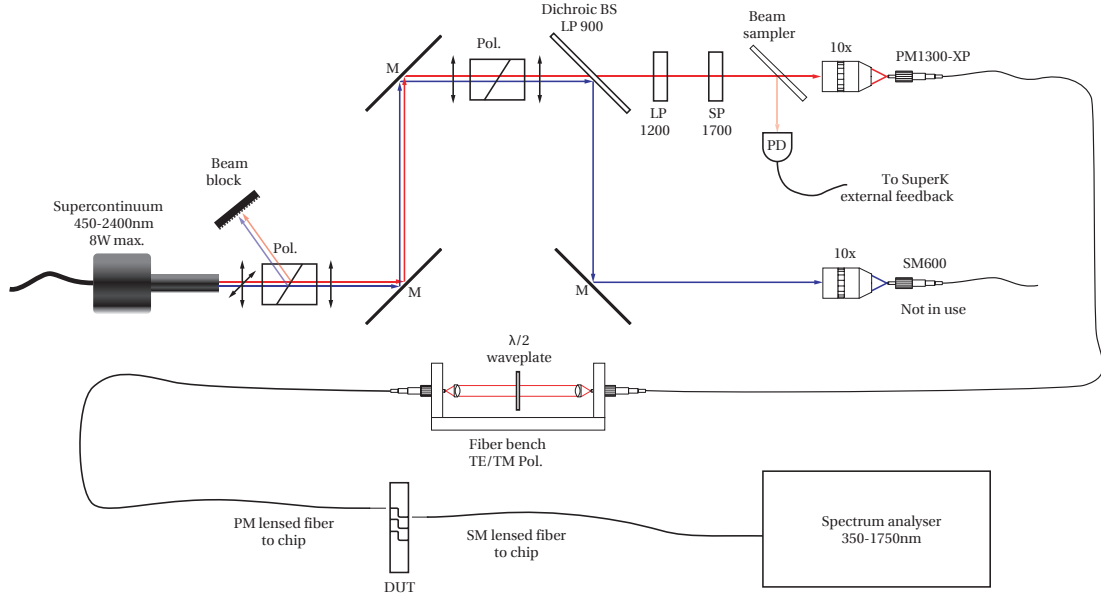 Dichroic BS
LP 900
Beam
sampler
Pol.
10x
PM1300-XP
M
LP
1200
SP
1700
PD
Beam
block
To SuperK
external feedback
Supercontinuum
450-2400nm
8W max.
Pol.
10x
SM600
M
M
Not in use
λ/2
waveplate
Fiber bench
TE/TM Pol.
PM lensed fiber
to chip
SM lensed fiber
to chip
Spectrum analyser
350-1750nm
DUT